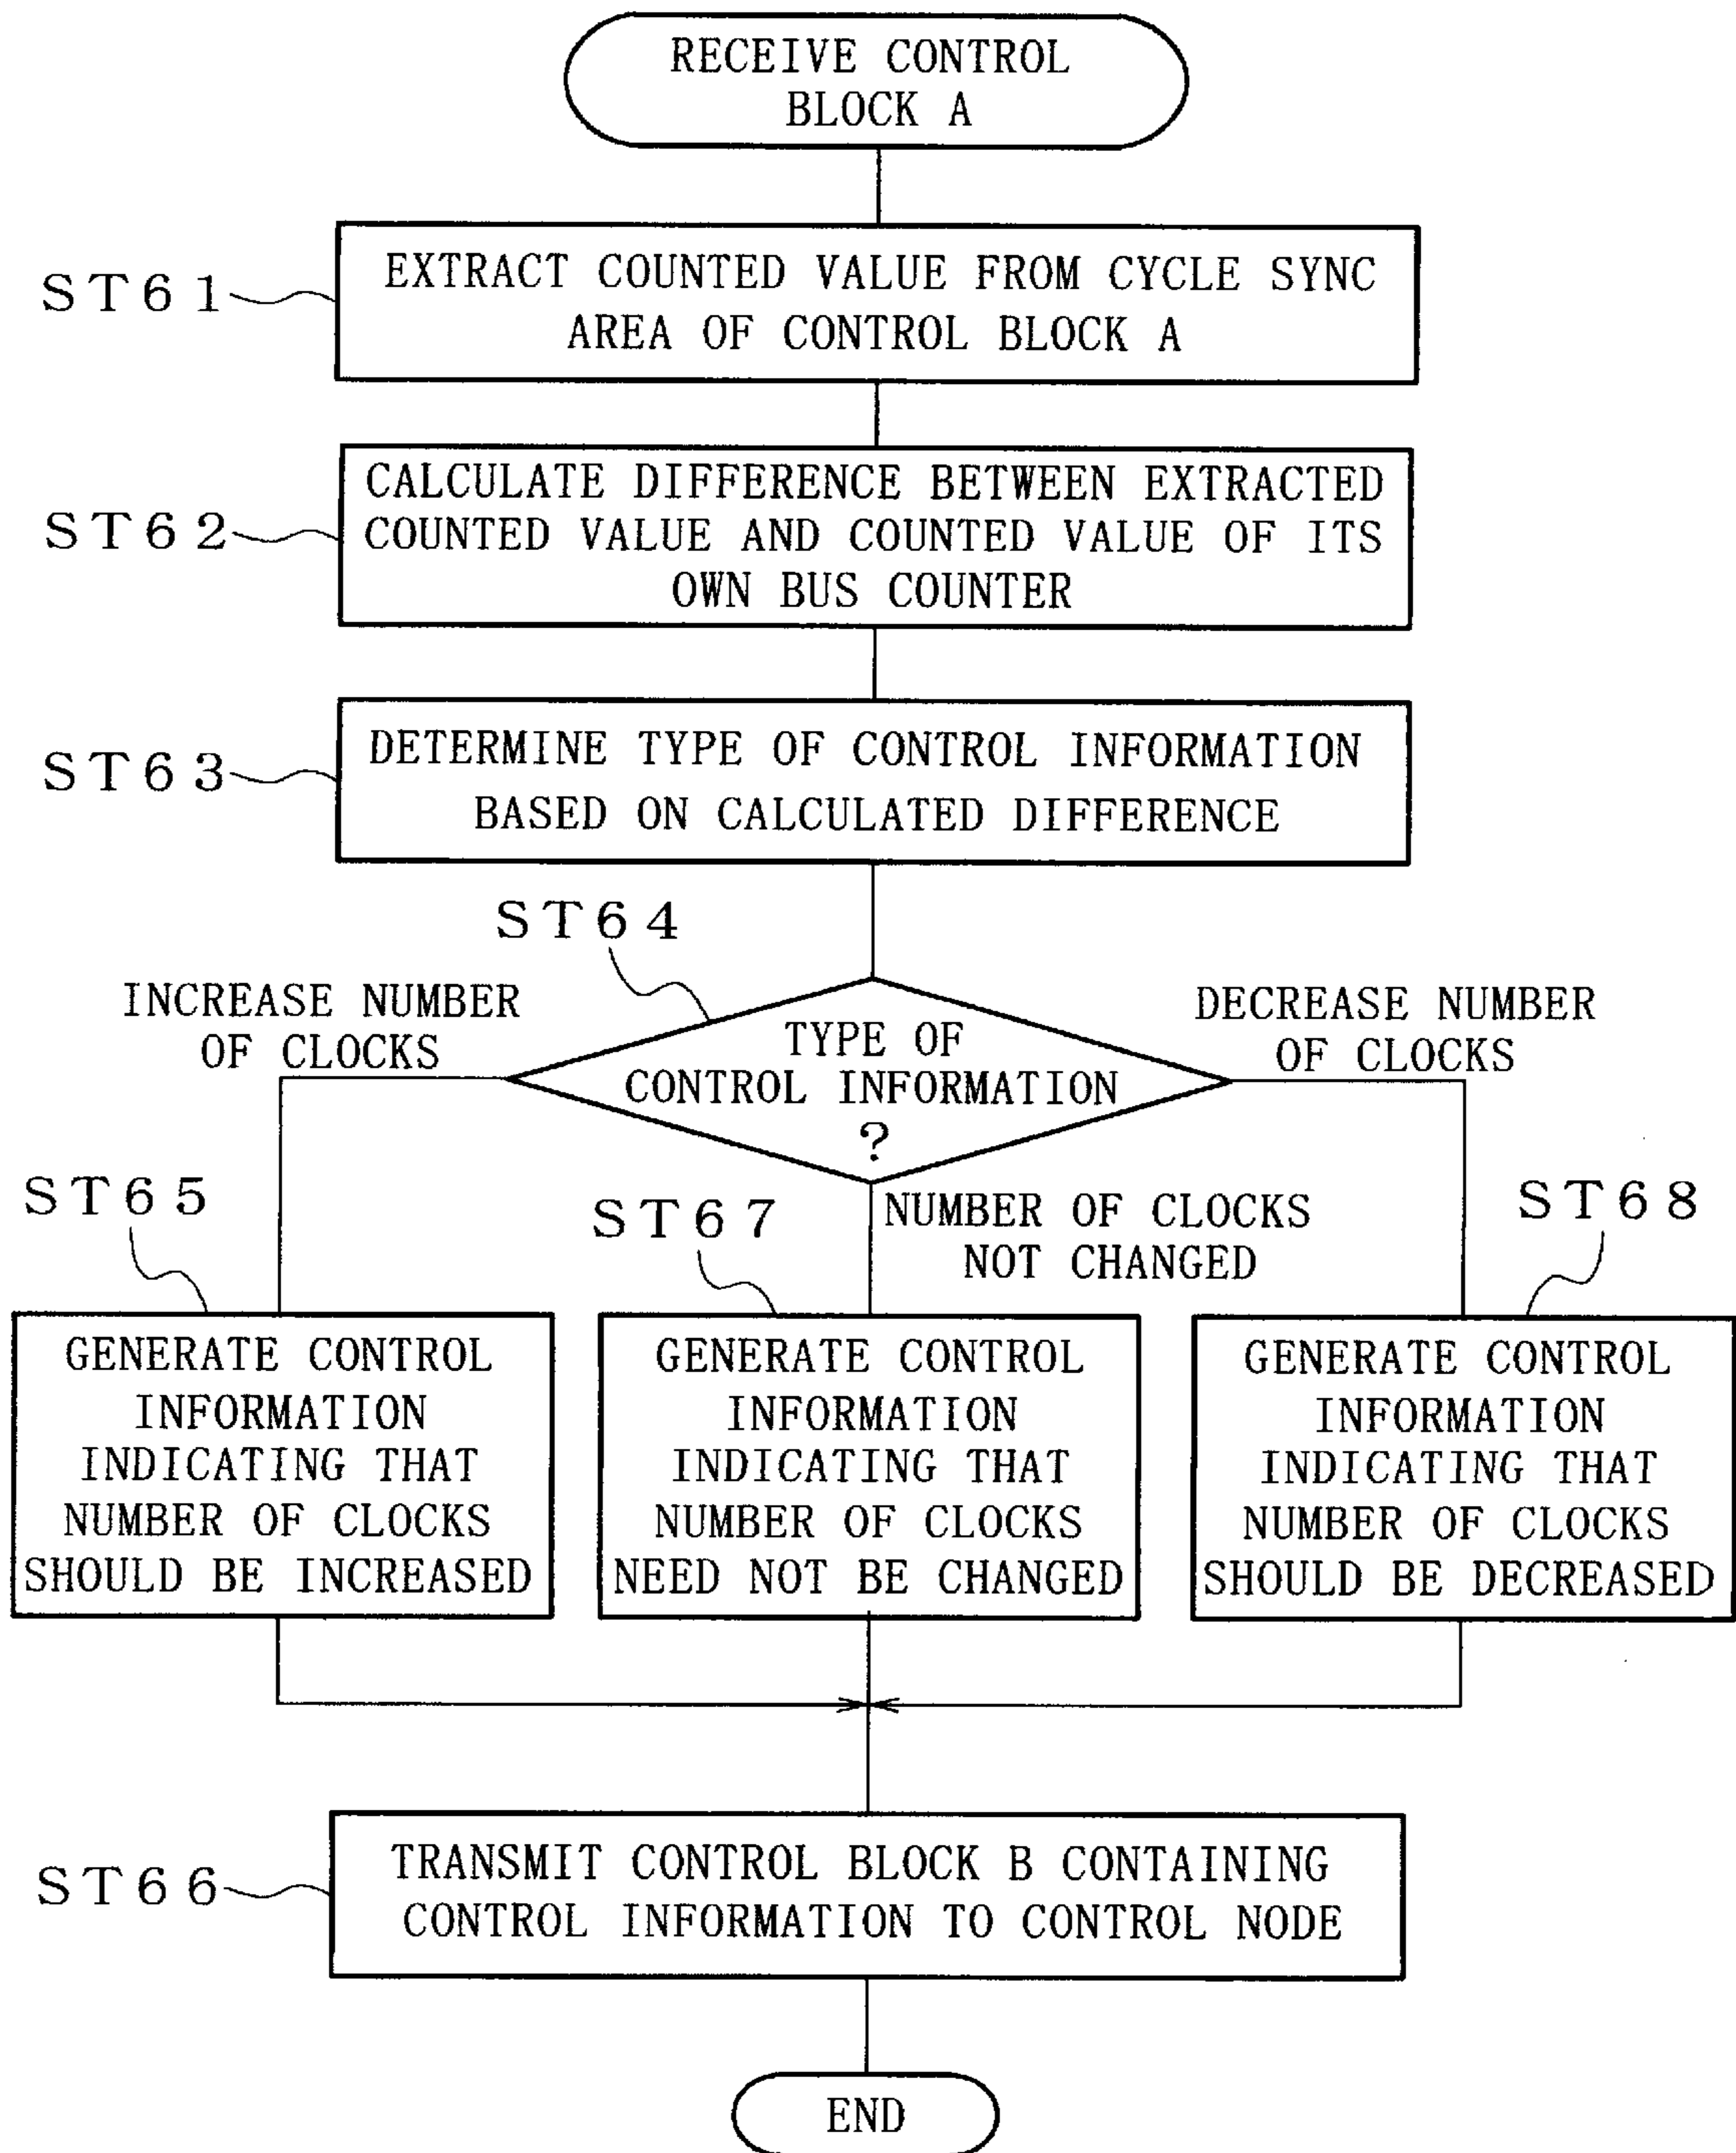 RECEIVE CONTROL
BLOCK A
ST61
EXTRACT COUNTED VALUE FROM CYCLE SYNC
AREA OF CONTROL BLOCK A
ST62
CALCULATE DIFFERENCE BETWEEN EXTRACTED
COUNTED VALUE AND COUNTED VALUE OF ITS
OWN BUS COUNTER
ST63
DETERMINE TYPE OF CONTROL INFORMATION
BASED ON CALCULATED DIFFERENCE
ST64
INCREASE NUMBER
OF CLOCKS
TYPE OF
CONTROL INFORMATION
?
DECREASE NUMBER
OF CLOCKS
NUMBER OF CLOCKS
NOT CHANGED
ST65
GENERATE CONTROL
INFORMATION
INDICATING THAT
NUMBER OF CLOCKS
SHOULD BE INCREASED
ST67
GENERATE CONTROL
INFORMATION
INDICATING THAT
NUMBER OF CLOCKS
NEED NOT BE CHANGED
ST68
GENERATE CONTROL
INFORMATION
INDICATING THAT
NUMBER OF CLOCKS
SHOULD BE DECREASED
ST66
TRANSMIT CONTROL BLOCK B CONTAINING
CONTROL INFORMATION TO CONTROL NODE
END